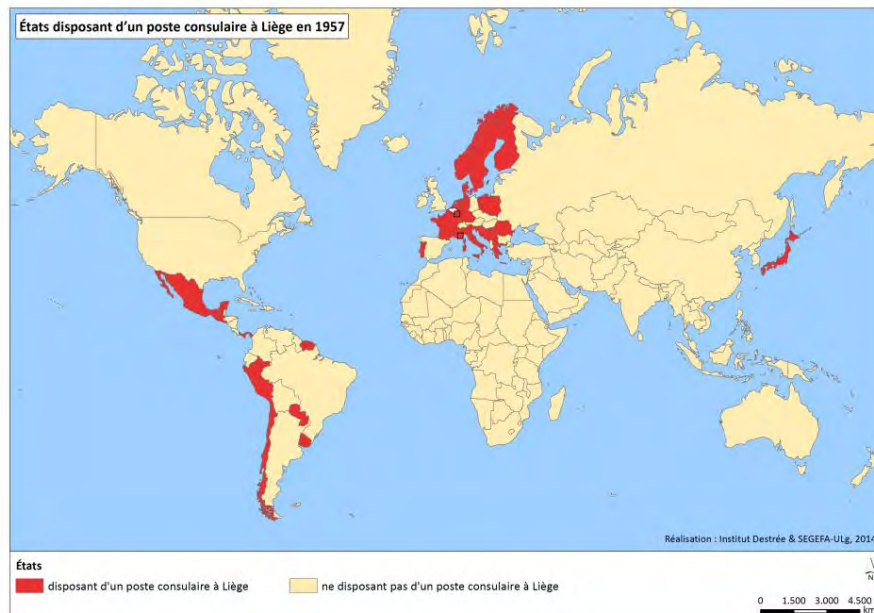 États disposant d'un poste consulaire à Liège en 1957
Réalisation : Institut Destrée & SEGEFA-ULg, 2014
États
disposant d'un poste consulaire à Liège
ne disposant pas d'un poste consulaire à Liège
N
0 1.500 3.000 4.500
km